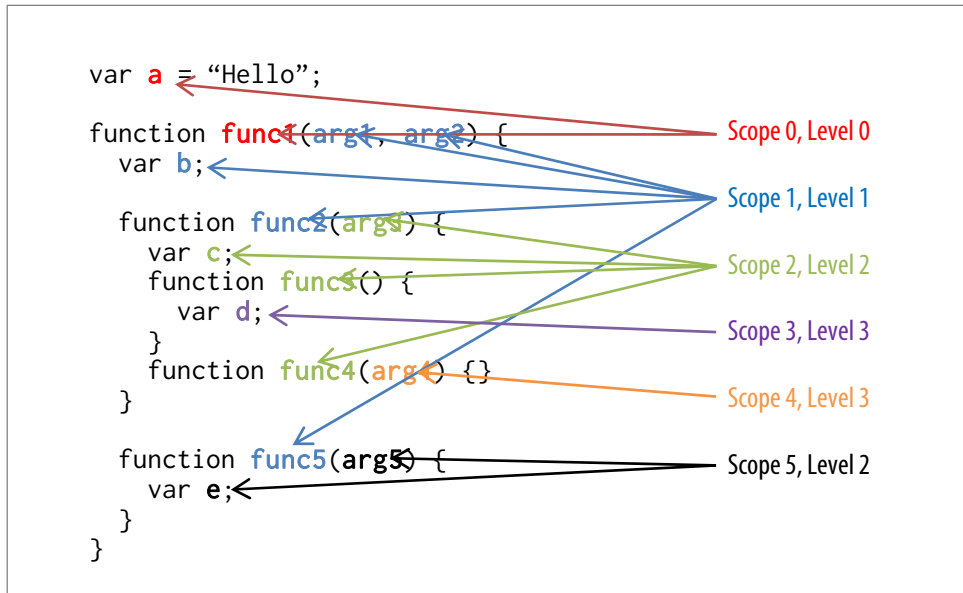 var a = “Hello”;
function func1(arg1, arg2) {
var b;
function func2(arg3) {
var c;
function func3() {
var d;
}
function func4(arg4) {}
}
function func5(arg5) {
var e;
}
}
Scope 0, Level 0
Scope 1, Level 1
Scope 2, Level 2
Scope 3, Level 3
Scope 4, Level 3
Scope 5, Level 2